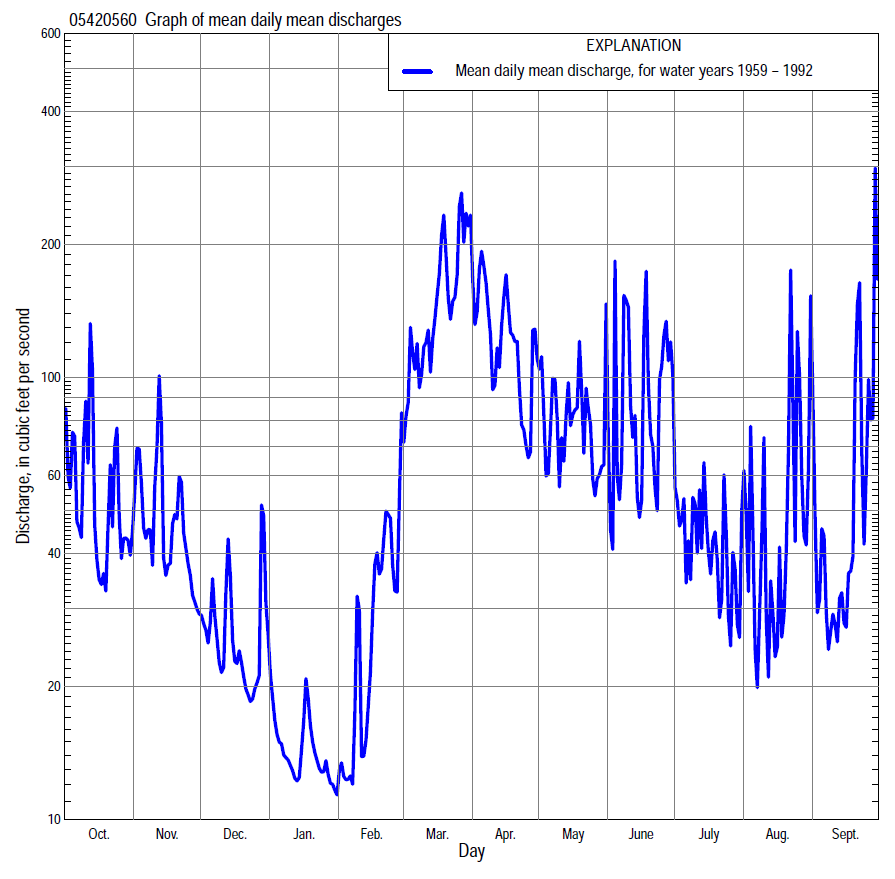 05420560 Graph of mean daily mean discharges
EXPLANATION
Mean daily mean discharge, for water years 1959 – 1992
Discharge, in cubic feet per second
600
400
300
200
100
60
40
20
10
Oct. Nov. Dec. Jan. Feb. Mar. Apr. May June July Aug. Sept.
Day